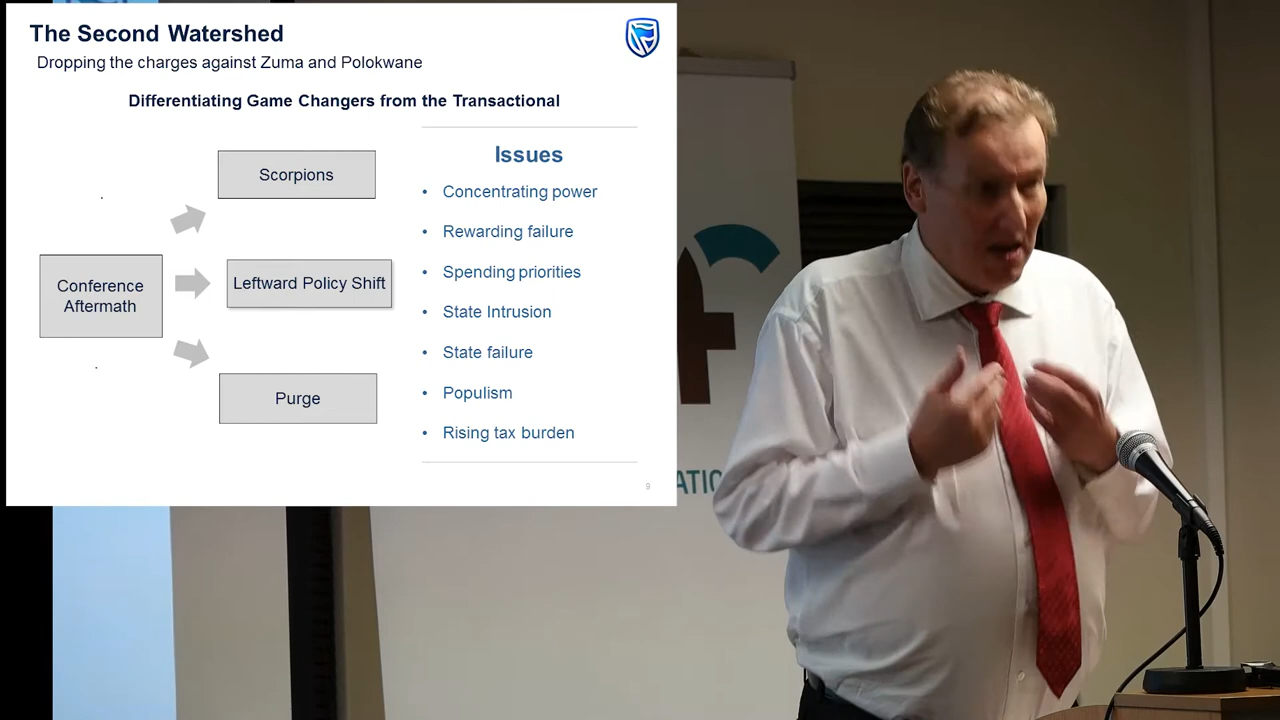 The Second Watershed
Dropping the charges against Zuma and Polokwane
Differentiating Game Changers from the Transactional
Conference
Aftermath
Scorpions
Leftward Policy Shift
Purge
Issues
• Concentrating power
• Rewarding failure
• Spending priorities
• State Intrusion
• State failure
• Populism
• Rising tax burden
9